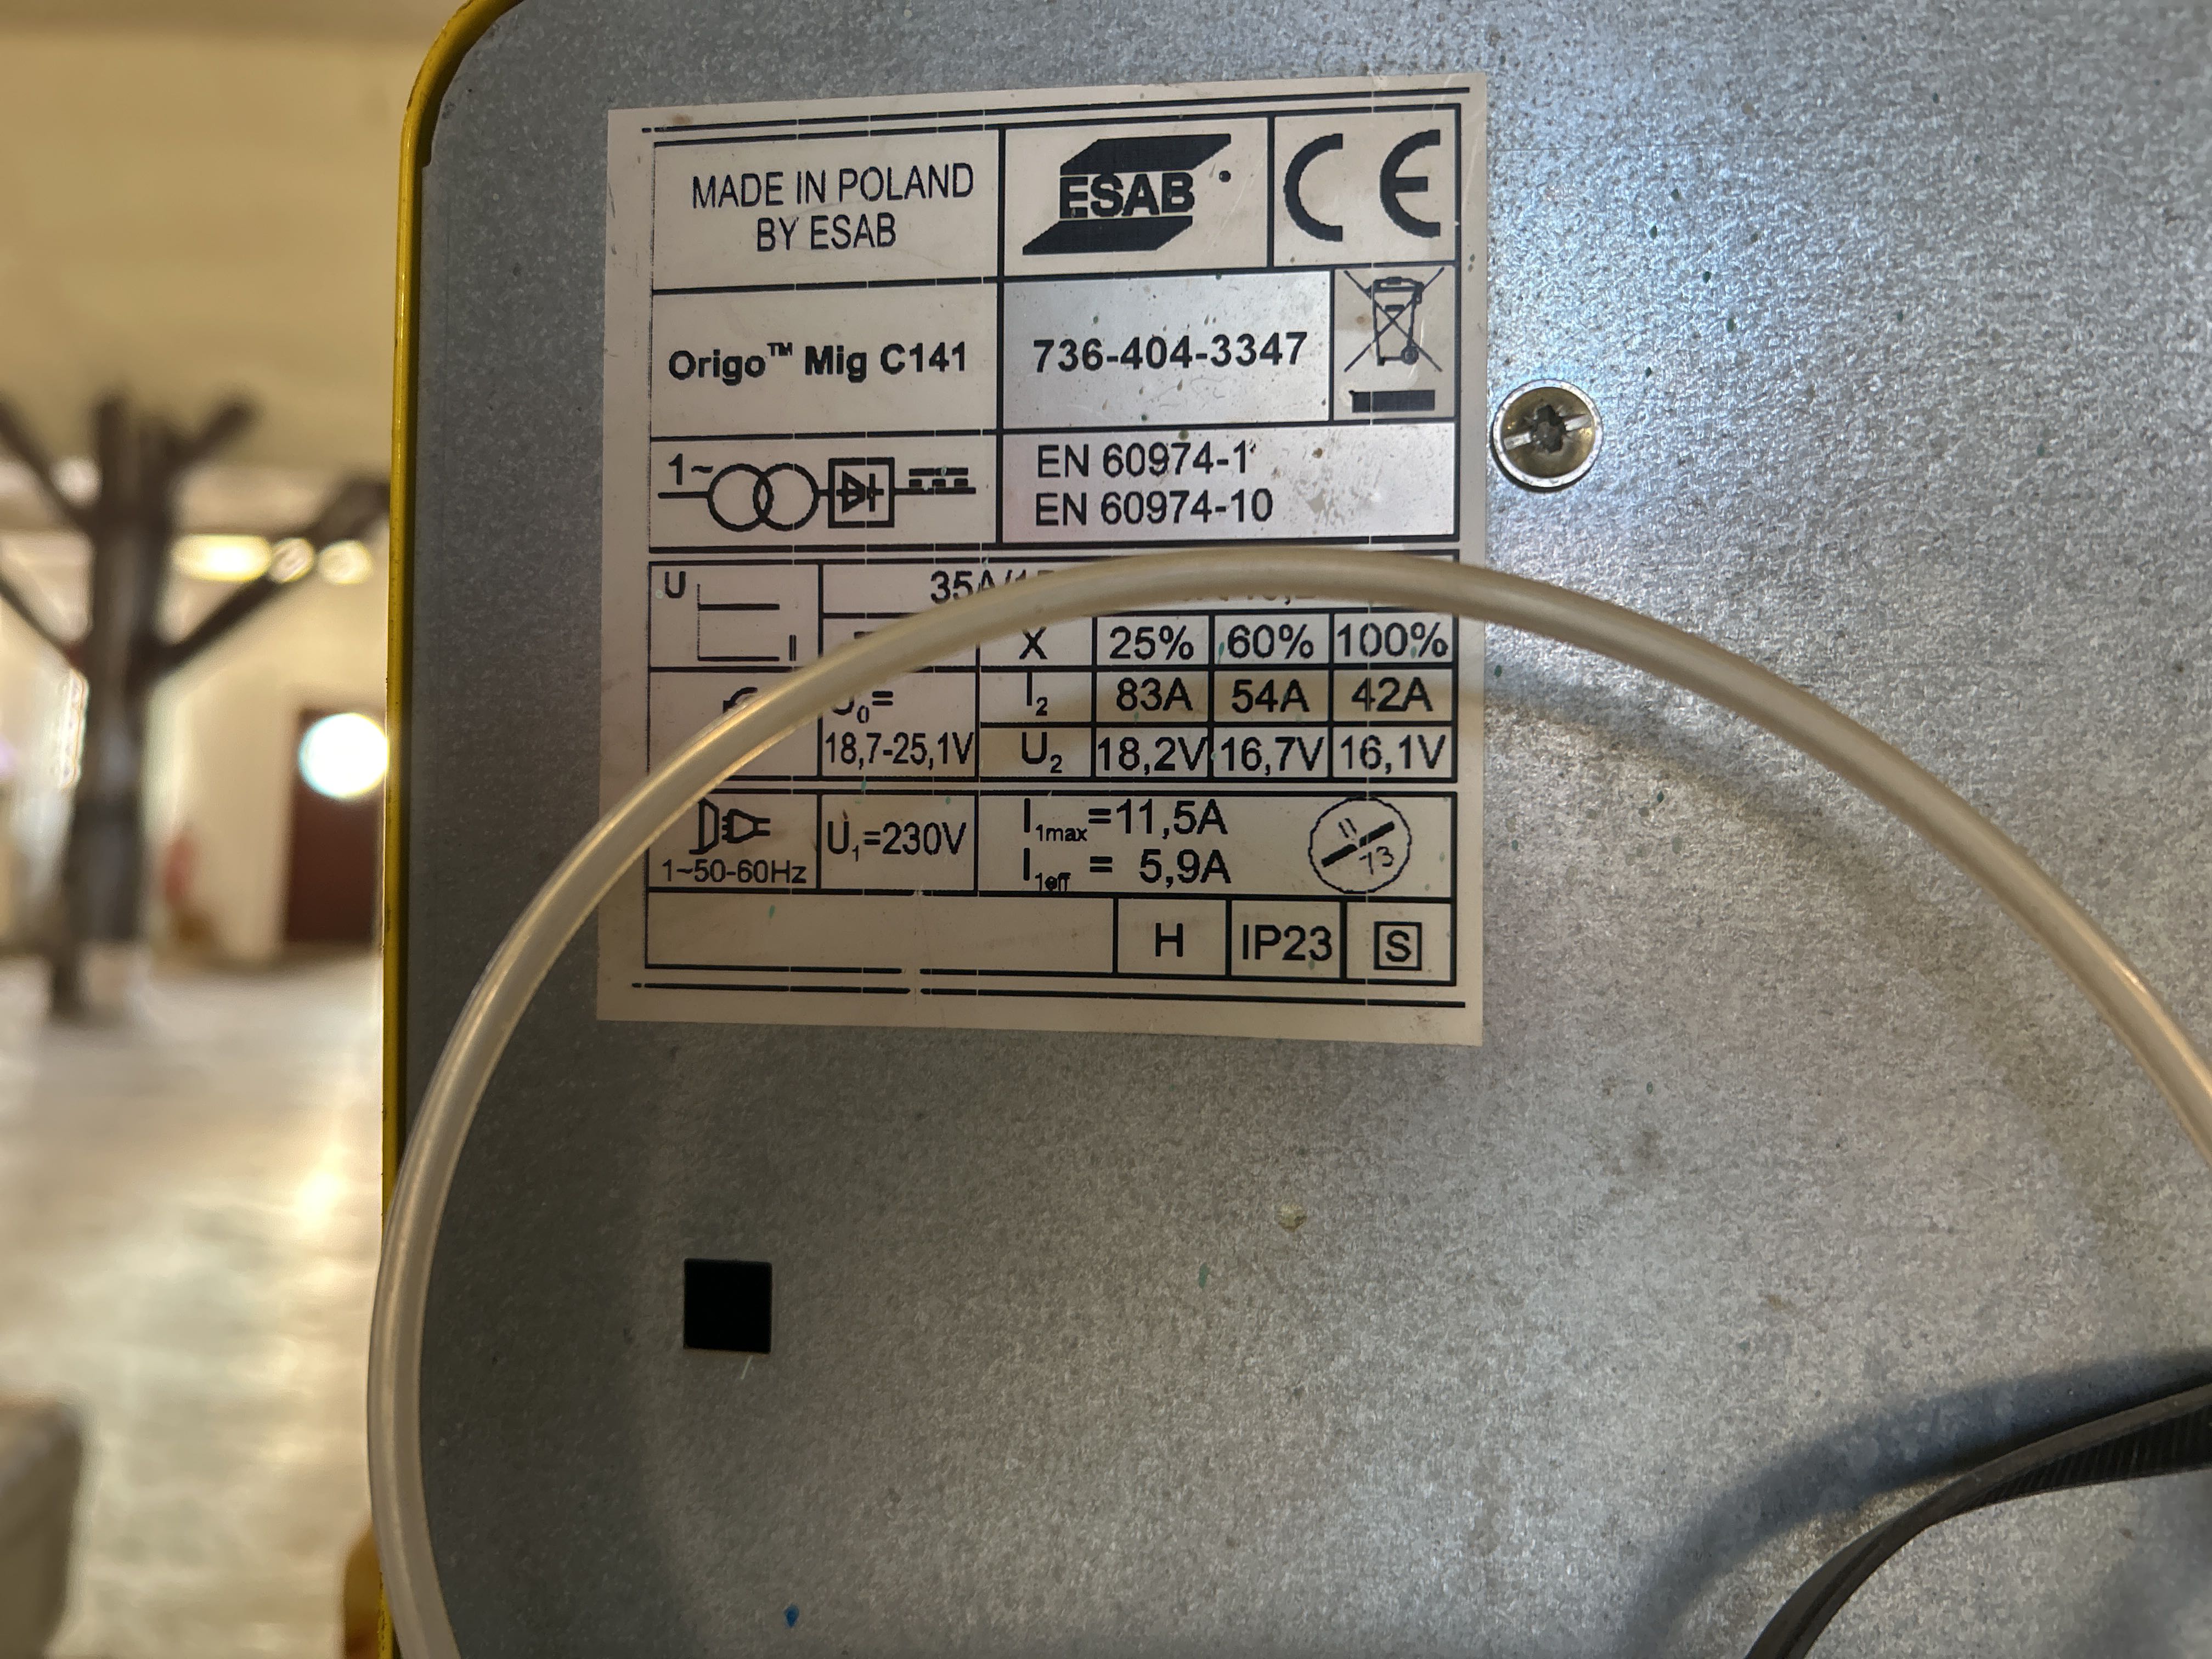 MADE IN POLAND
BY ESAB
ESAB
CE
Origo™ Mig C141
736-404-3347
1~
EN 60974-1
EN 60974-10
U
X 25% 60% 100%
I2 83A 54A 42A
U0=
18,7-25,1V
U2 18,2V 16,7V 16,1V
1~50-60Hz
U1=230V
I1max=11,5A
I1eff = 5,9A
H IP23 S